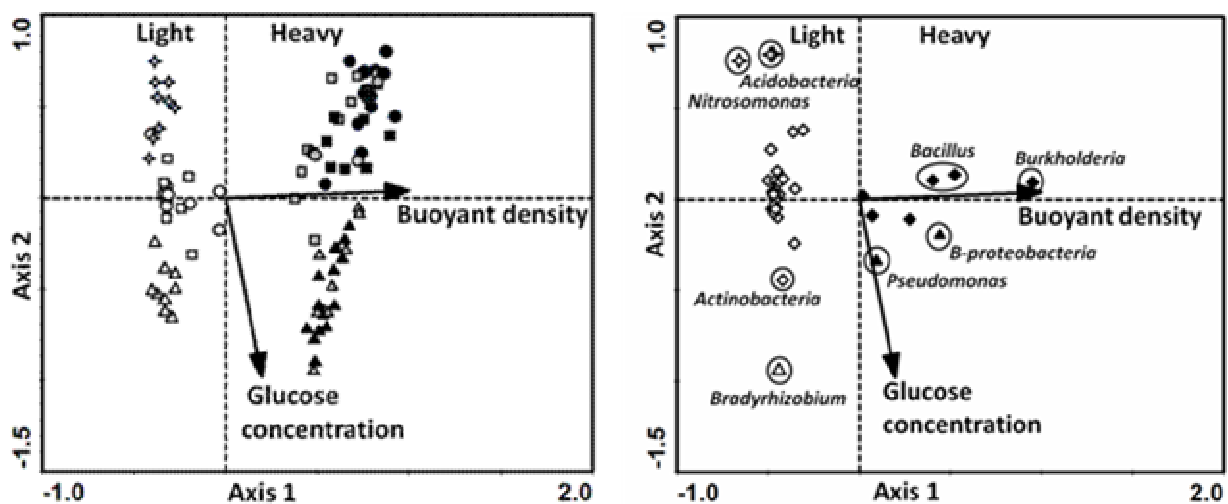 1.0
Light
Heavy
Buoyant density
Axis 2
Glucose
concentration
-1.5
-1.0
Axis 1
2.0
1.0
Light
Heavy
Acidobacteria
Nitrosomonas
Bacillus
Burkholderia
Buoyant density
Axis 2
B-proteobacteria
Pseudomonas
Actinobacteria
Bradyrhizobium
Glucose
concentration
-1.5
-1.0
Axis 1
2.0